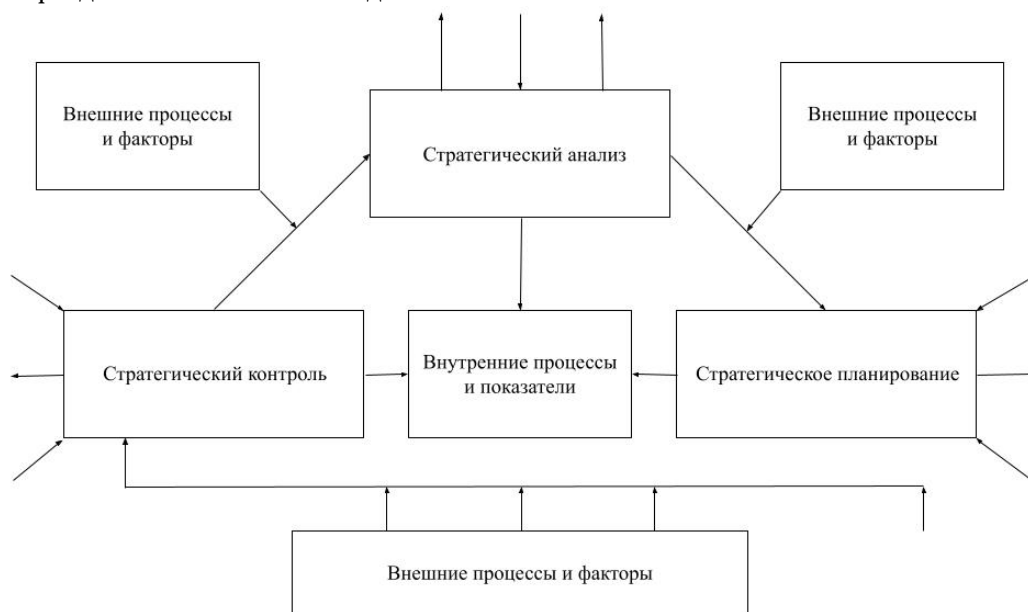 Внешние процессы
и факторы
Стратегический анализ
Внешние процессы
и факторы
Стратегический контроль
Внутренние процессы
и показатели
Стратегическое планирование
Внешние процессы и факторы